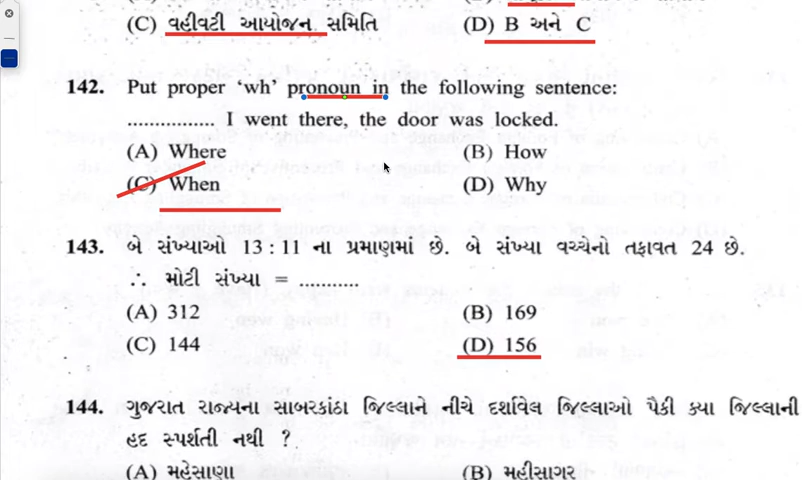 (C) વહીવટી આયોજન સમિતિ (D) B અને C
142. Put proper ‘wh’ pronoun in the following sentence:
................ I went there, the door was locked.
(A) Where (B) How
(C) When (D) Why
143. બે સંખ્યાઓ 13 : 11 ના પ્રમાણમાં છે. બે સંખ્યા વચ્ચેનો તફાવત 24 છે.
∴ મોટી સંખ્યા = ...........
(A) 312 (B) 169
(C) 144 (D) 156
144. ગુજરાત રાજ્યના સાબરકાંઠા જિલ્લાને નીચે દર્શાવેલ જિલ્લાઓ પૈકી ક્યા જિલ્લાની
હદ સ્પર્શતી નથી ?
(A) મહેસાણા (B) મહીસાગર